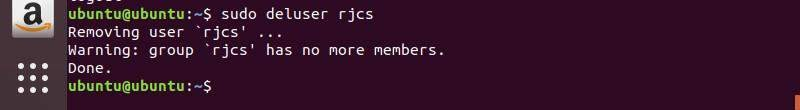 ubuntu@ubuntu:~$ sudo deluser rjcs
Removing user `rjcs' ...
Warning: group `rjcs' has no more members.
Done.
ubuntu@ubuntu:~$